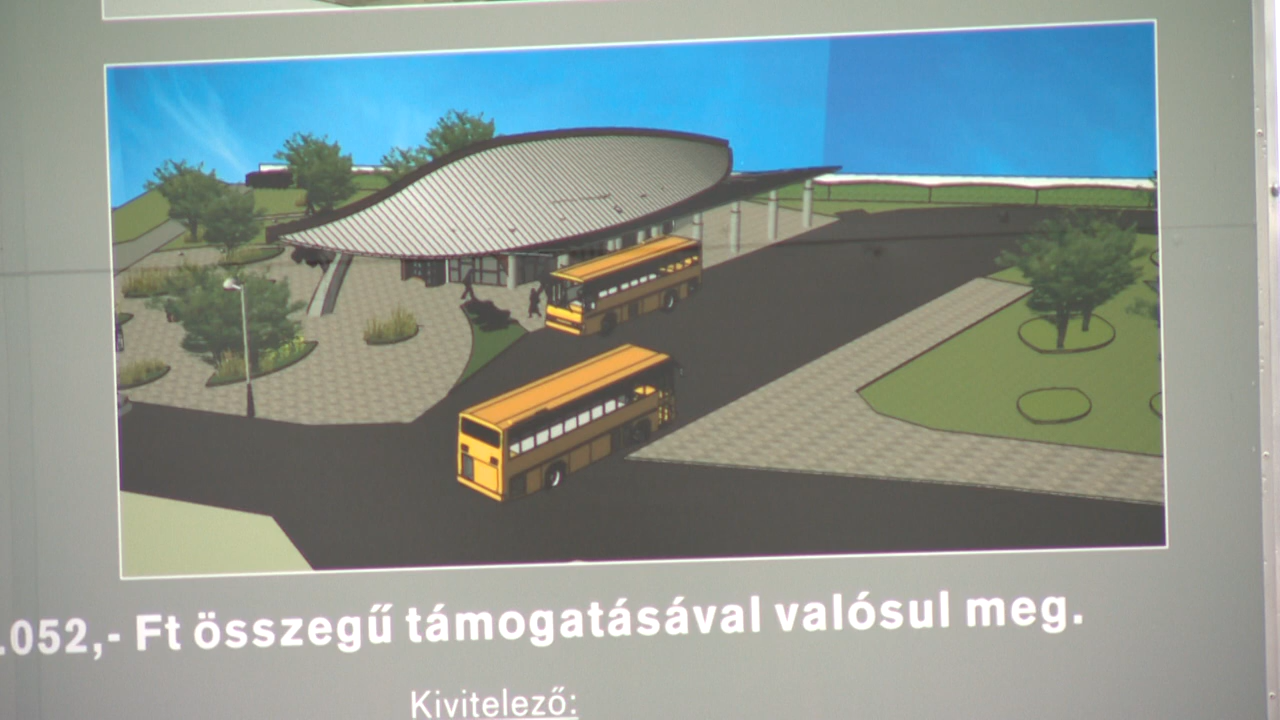 .052,- Ft összegű támogatásával valósul meg.
Kivitelező: